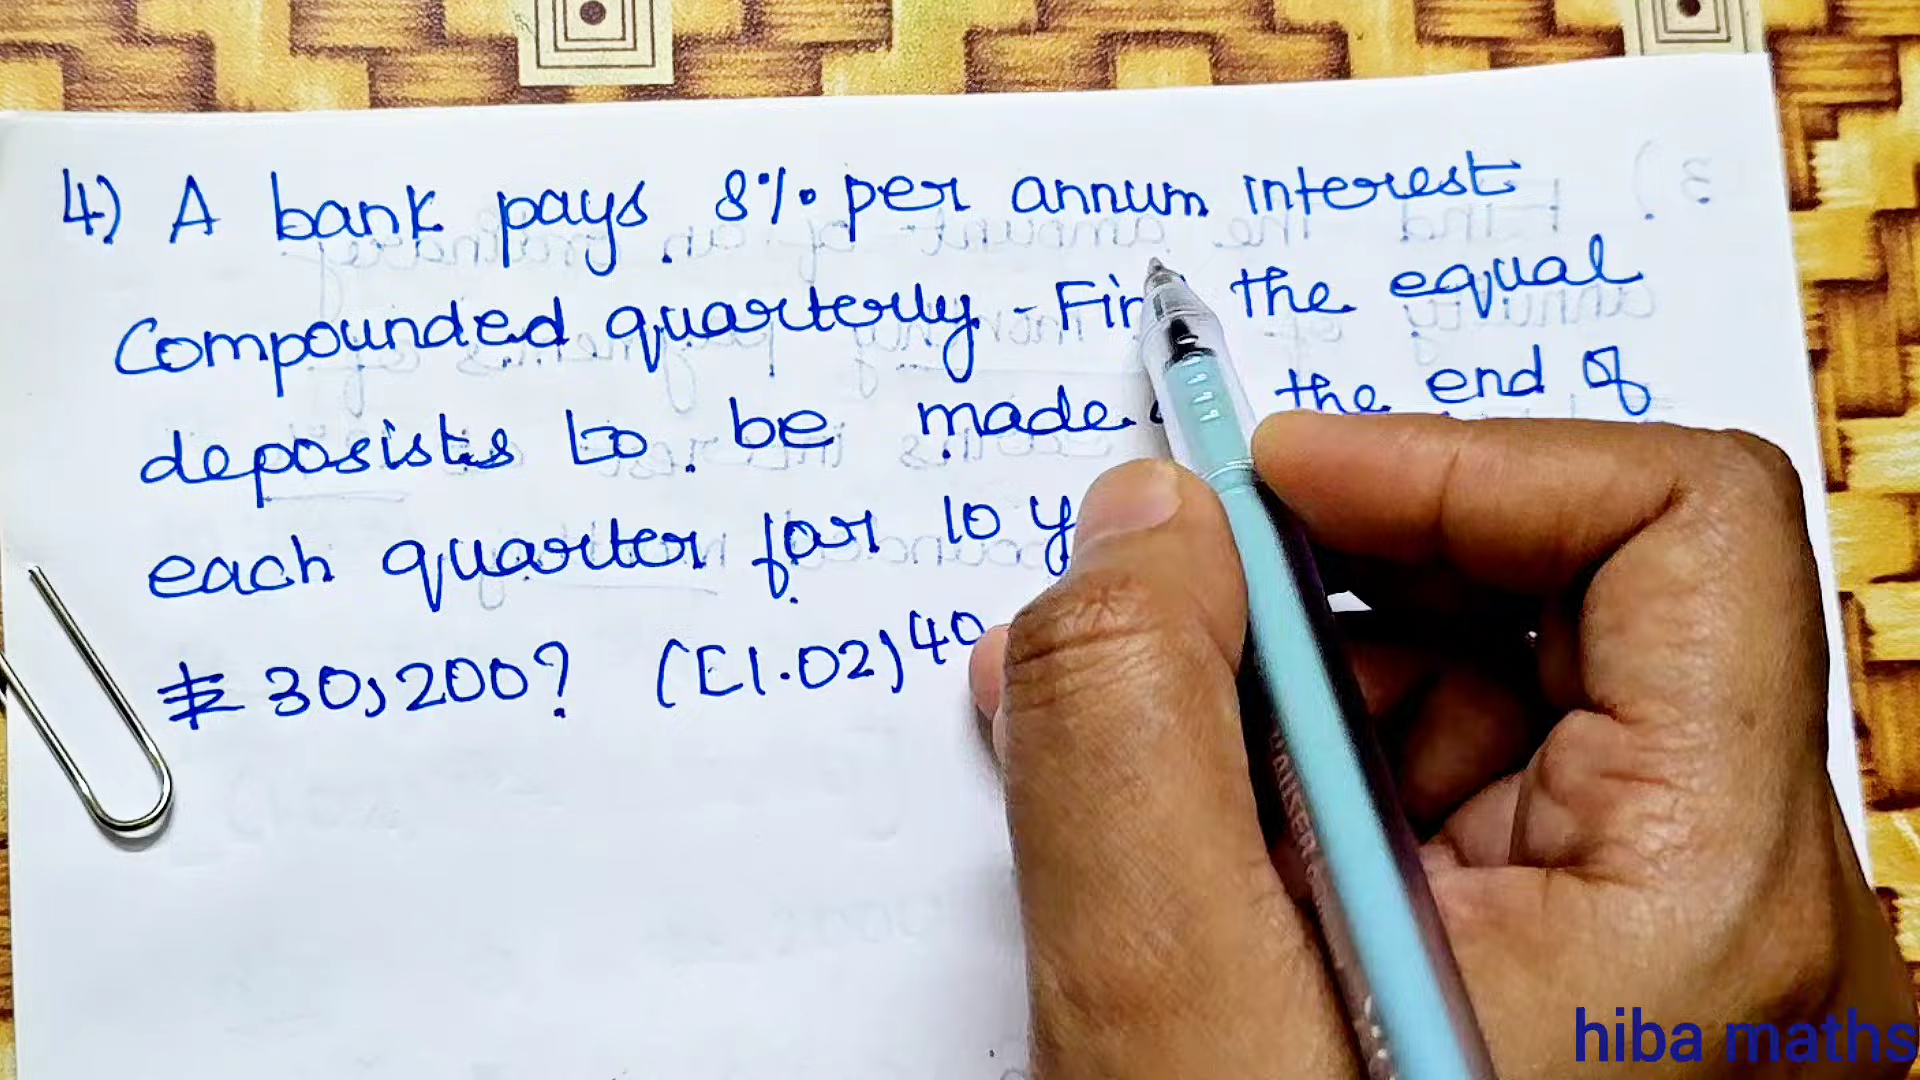 4) A bank pays 8% per annum interest
Compounded quarterly - Fin the equal
deposists to be made the end of
each quarter for 10 y
₹ 30,200? ([1.02)⁴⁰
hiba maths